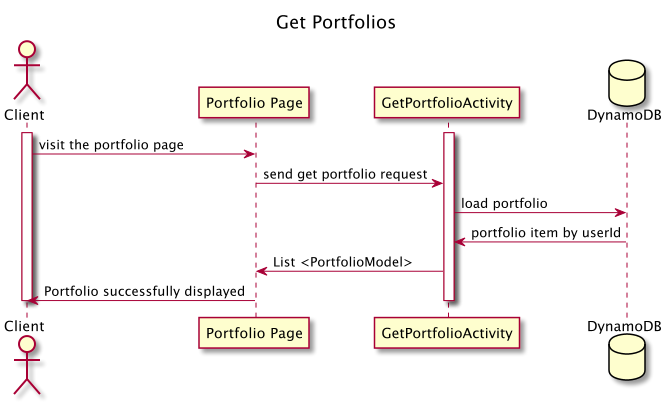 Get Portfolios
Client
Portfolio Page
GetPortfolioActivity
DynamoDB
visit the portfolio page
send get portfolio request
load portfolio
portfolio item by userId
List <PortfolioModel>
Portfolio successfully displayed
Client
Portfolio Page
GetPortfolioActivity
DynamoDB